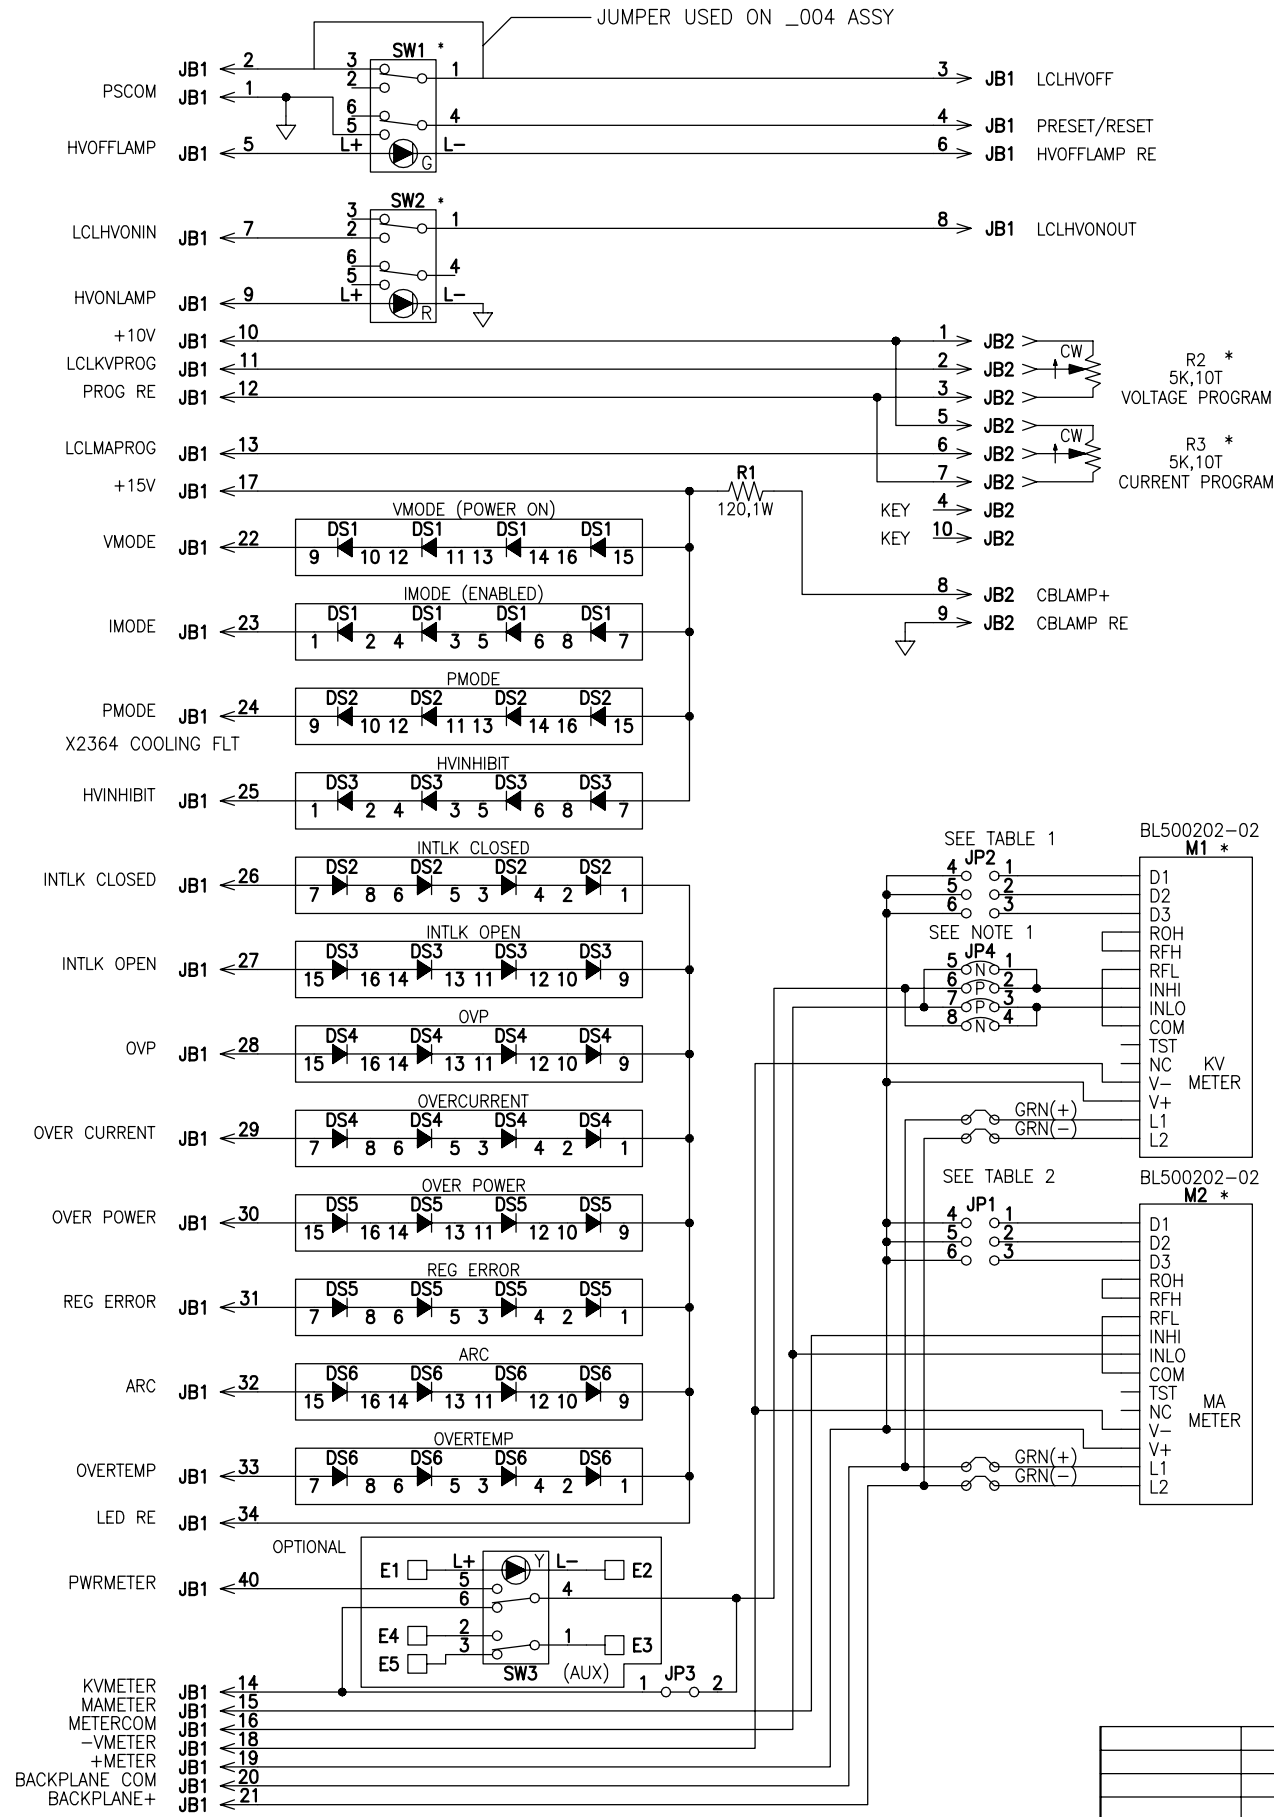 JUMPER USED ON _004 ASSY
JB1 2 3 SW1 * 1 3 JB1 LCLHVOFF
2
PSCOM JB1 1
6 4 4 JB1 PRESET/RESET
5
HVOFFLAMP JB1 5 L+ G L- 6 JB1 HVOFFLAMP RE
SW2 *
3 1 8 JB1 LCLHVONOUT
LCLHVONIN JB1 7 2
6 4
5
HVONLAMP JB1 9 L+ R L-
+10V JB1 10 1 JB2
LCLKVPROG JB1 11 2 JB2 CW
PROG RE JB1 12 3 JB2
R2 *
5K,10T
VOLTAGE PROGRAM
5 JB2
LCLMAPROG JB1 13 6 JB2 CW
7 JB2
R3 *
5K,10T
CURRENT PROGRAM
+15V JB1 17 R1
120,1W
KEY 4 JB2
KEY 10 JB2
8 JB2 CBLAMP+
9 JB2 CBLAMP RE
VMODE (POWER ON)
DS1 DS1 DS1 DS1
VMODE JB1 22 9 10 12 11 13 14 16 15
IMODE (ENABLED)
DS1 DS1 DS1 DS1
IMODE JB1 23 1 2 4 3 5 6 8 7
PMODE
DS2 DS2 DS2 DS2
PMODE JB1 24 9 10 12 11 13 14 16 15
X2364 COOLING FLT
HVINHIBIT
DS3 DS3 DS3 DS3
HVINHIBIT JB1 25 1 2 4 3 5 6 8 7
INTLK CLOSED
DS2 DS2 DS2 DS2
INTLK CLOSED JB1 26 7 8 6 5 3 4 2 1
INTLK OPEN
DS3 DS3 DS3 DS3
INTLK OPEN JB1 27 15 16 14 13 11 12 10 9
OVP
DS4 DS4 DS4 DS4
OVP JB1 28 15 16 14 13 11 12 10 9
OVERCURRENT
DS4 DS4 DS4 DS4
OVER CURRENT JB1 29 7 8 6 5 3 4 2 1
OVER POWER
DS5 DS5 DS5 DS5
OVER POWER JB1 30 15 16 14 13 11 12 10 9
REG ERROR
DS5 DS5 DS5 DS5
REG ERROR JB1 31 7 8 6 5 3 4 2 1
ARC
DS6 DS6 DS6 DS6
ARC JB1 32 15 16 14 13 11 12 10 9
OVERTEMP
DS6 DS6 DS6 DS6
OVERTEMP JB1 33 7 8 6 5 3 4 2 1
LED RE JB1 34
SEE TABLE 1
JP2
4 1
5 2
6 3
SEE NOTE 1
JP4
5 N 1
6 P 2
7 P 3
8 N 4
GRN(+)
GRN(-)
BL500202-02
M1 *
D1
D2
D3
ROH
RFH
RFL
INHI
INLO
COM
TST
NC
V-
V+
L1
L2
KV
METER
SEE TABLE 2
JP1
4 1
5 2
6 3
GRN(+)
GRN(-)
BL500202-02
M2 *
D1
D2
D3
ROH
RFH
RFL
INHI
INLO
COM
TST
NC
V-
V+
L1
L2
MA
METER
OPTIONAL
E1 L+ Y L- E2
PWRMETER JB1 40 5 4
6
E4 2 1 E3
E5 3
SW3 (AUX)
KVMETER JB1 14 1 JP3 2
MAMETER JB1 15
METERCOM JB1 16
-VMETER JB1 18
+METER JB1 19
BACKPLANE COM JB1 20
BACKPLANE+ JB1 21